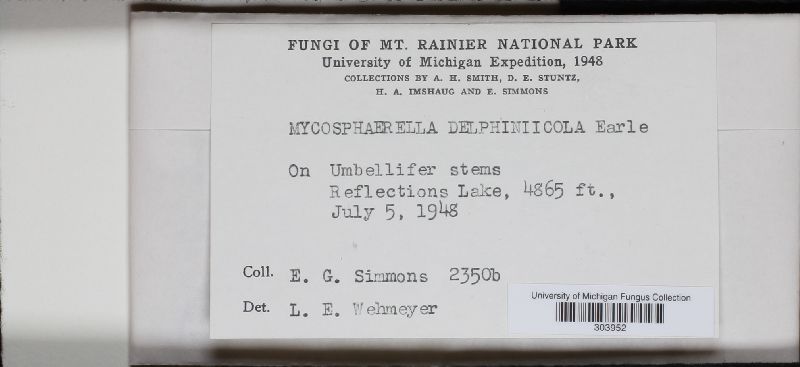 FUNGI OF MT. RAINIER NATIONAL PARK
University of Michigan Expedition, 1948
COLLECTIONS BY A. H. SMITH, D. E. STUNTZ,
H. A. IMSHAUG AND E. SIMMONS
MYCOSPHAERELLA DELPHINIICOLA Earle
On Umbellifer stems
Reflections Lake, 4865 ft.,
July 5, 1948
Coll. E. G. Simmons 2350b
Det. L. E. Wehmeyer
University of Michigan Fungus Collection
303952